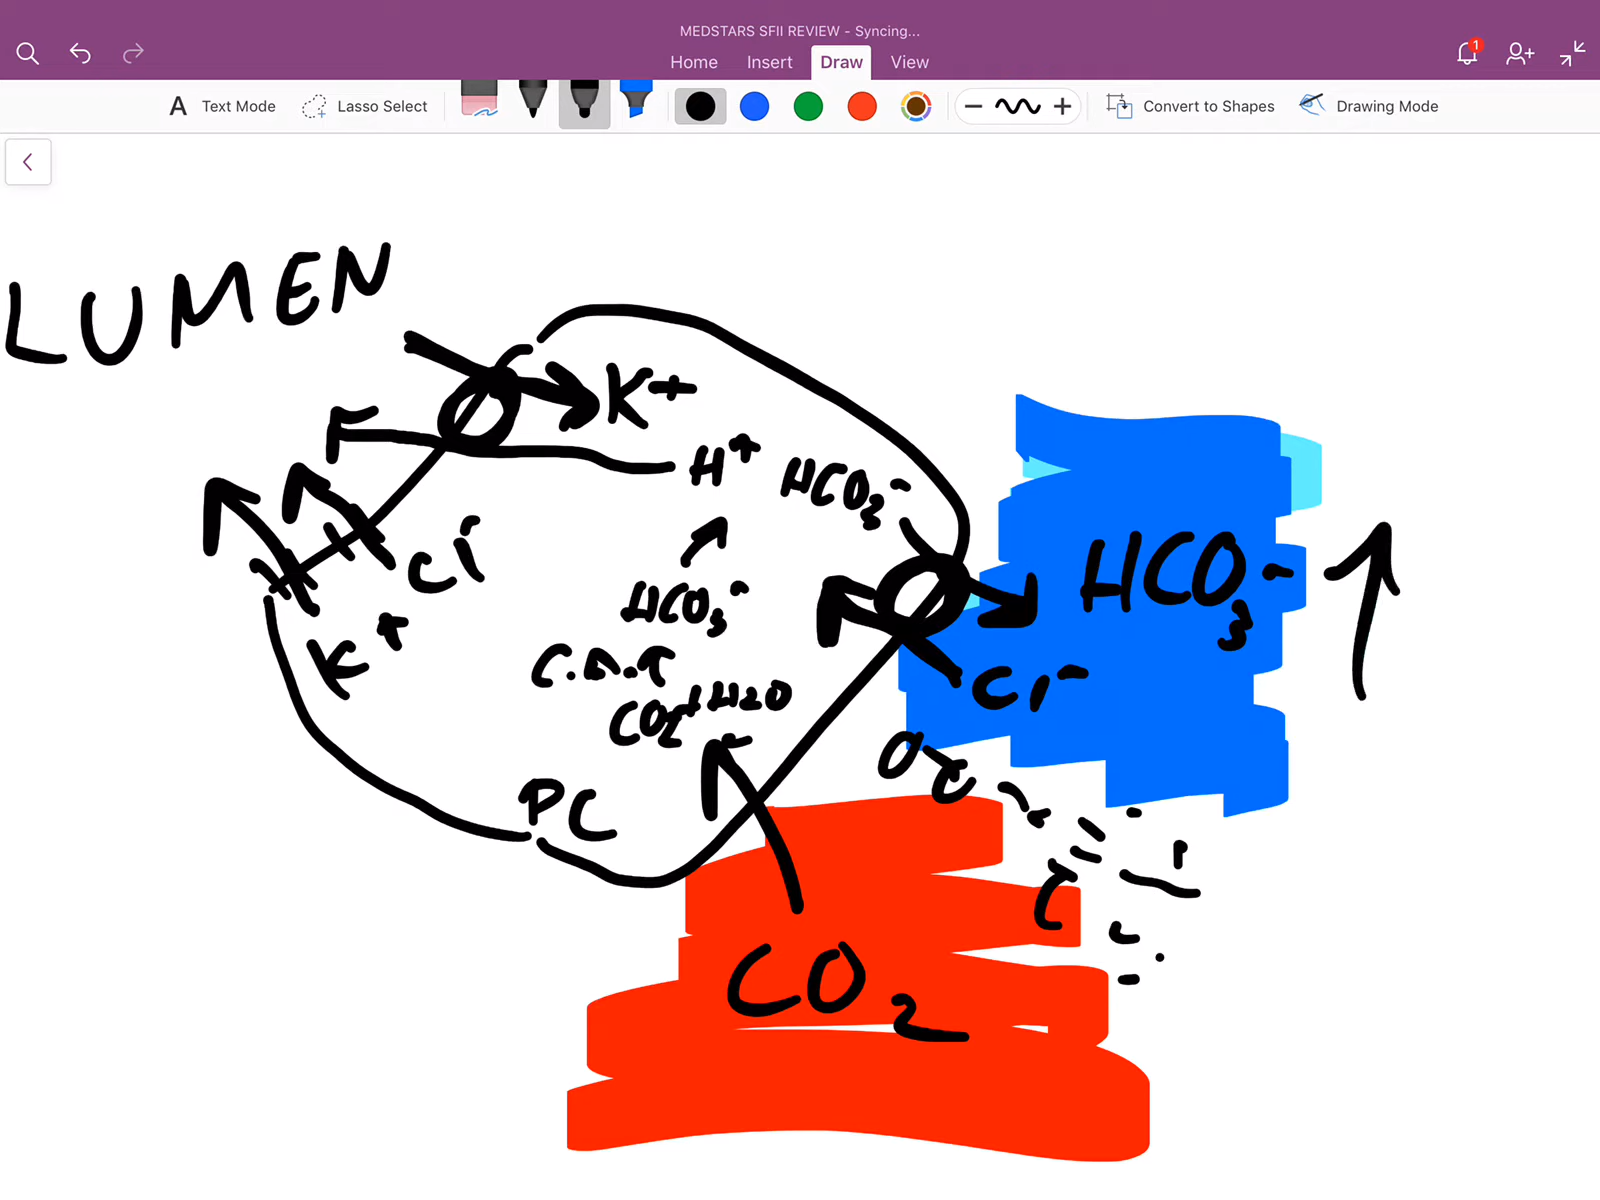 MEDSTARS SFII REVIEW - Syncing...
Home Insert Draw View
1
A Text Mode Lasso Select Convert to Shapes Drawing Mode
LUMEN
K+
H+ HCO3-
Cl-
K+
HCO3-
C.A.
CO2 + H2O
PC
HCO3-
Cl-
CO2